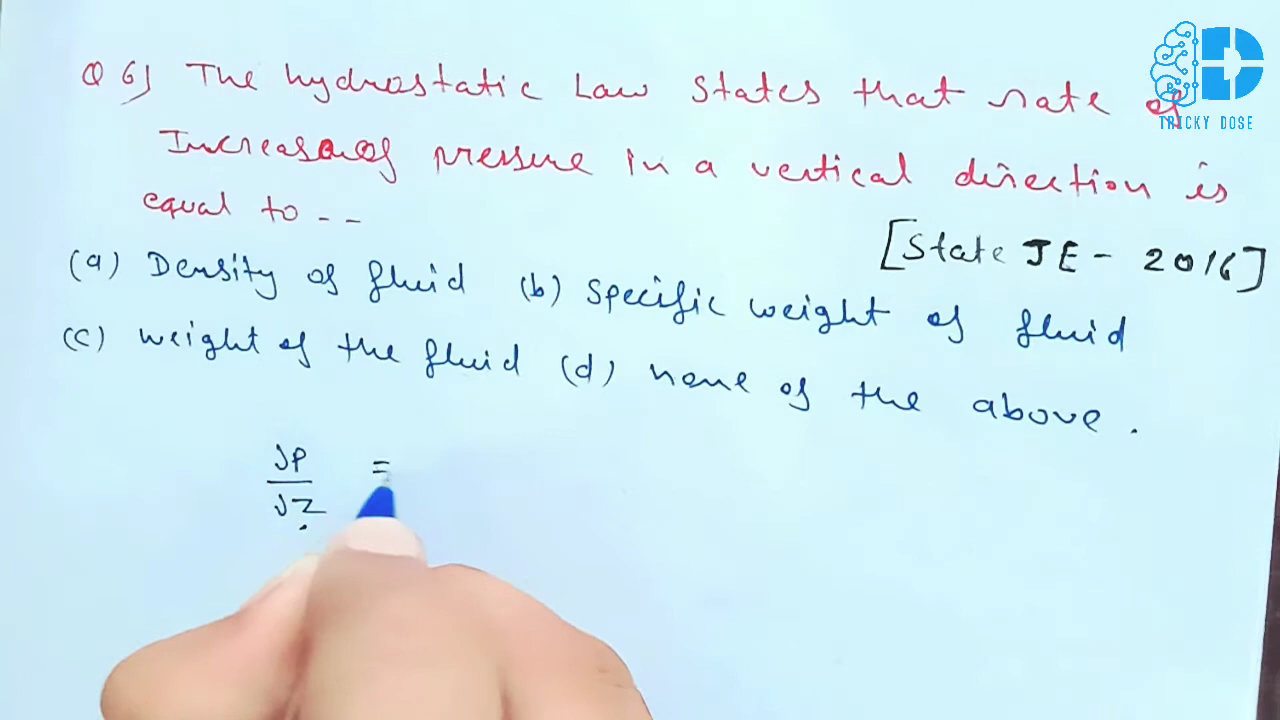 Q 6) The hydrostatic Law States that rate of
TRICKY DOSE
Increase of pressure in a vertical direction is
equal to --
[State JE - 2016]
(a) Density of fluid (b) specific weight of fluid
(c) weight of the fluid (d) none of the above.
∂P
=
∂Z